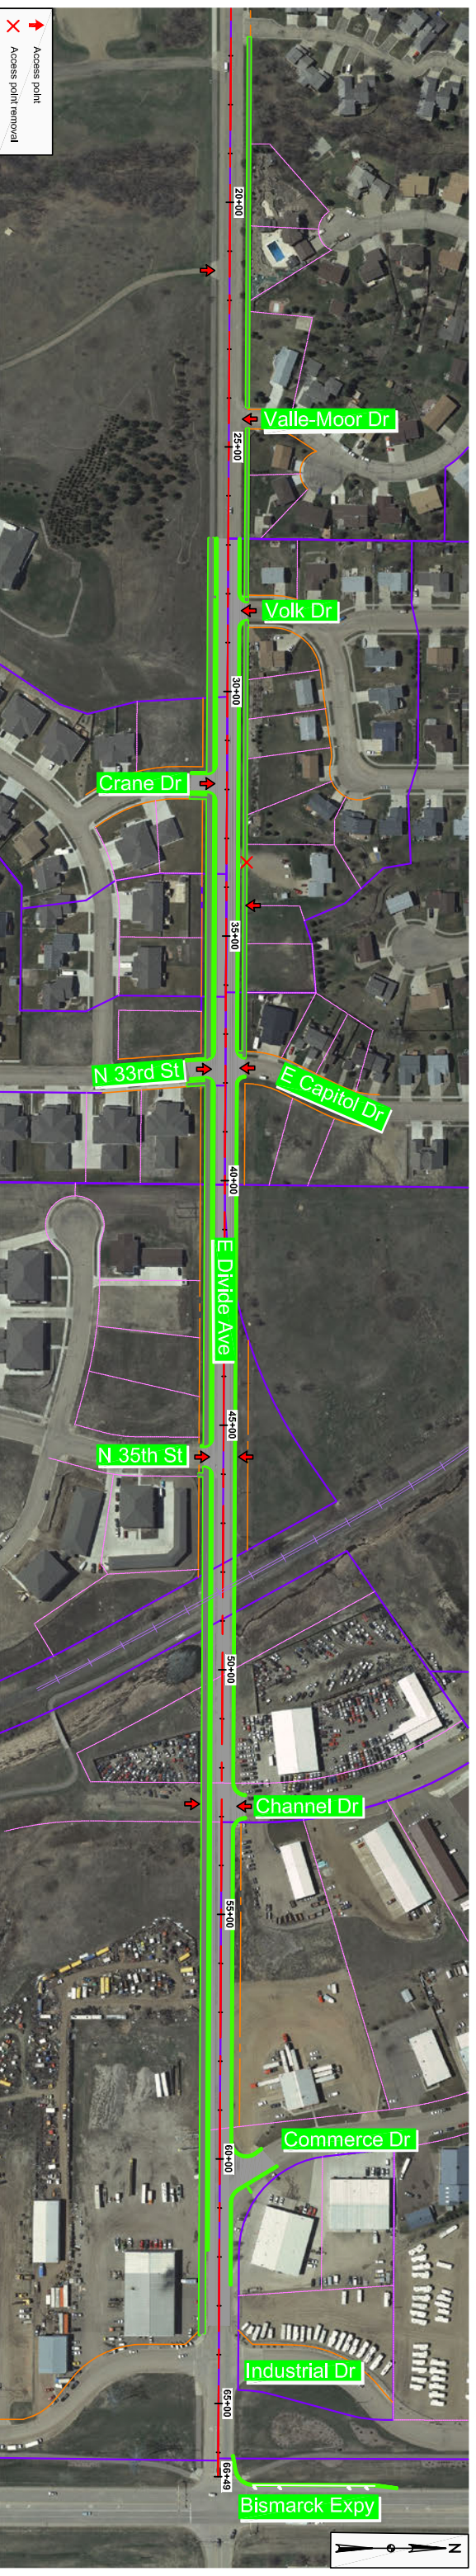 Access point
Access point removal
20+00
Valle-Moor Dr
25+00
Volk Dr
30+00
Crane Dr
35+00
N 33rd St
E Capitol Dr
40+00
E Divide Ave
45+00
N 35th St
50+00
Channel Dr
55+00
Commerce Dr
60+00
Industrial Dr
65+00
66+49
Bismarck Expy
N